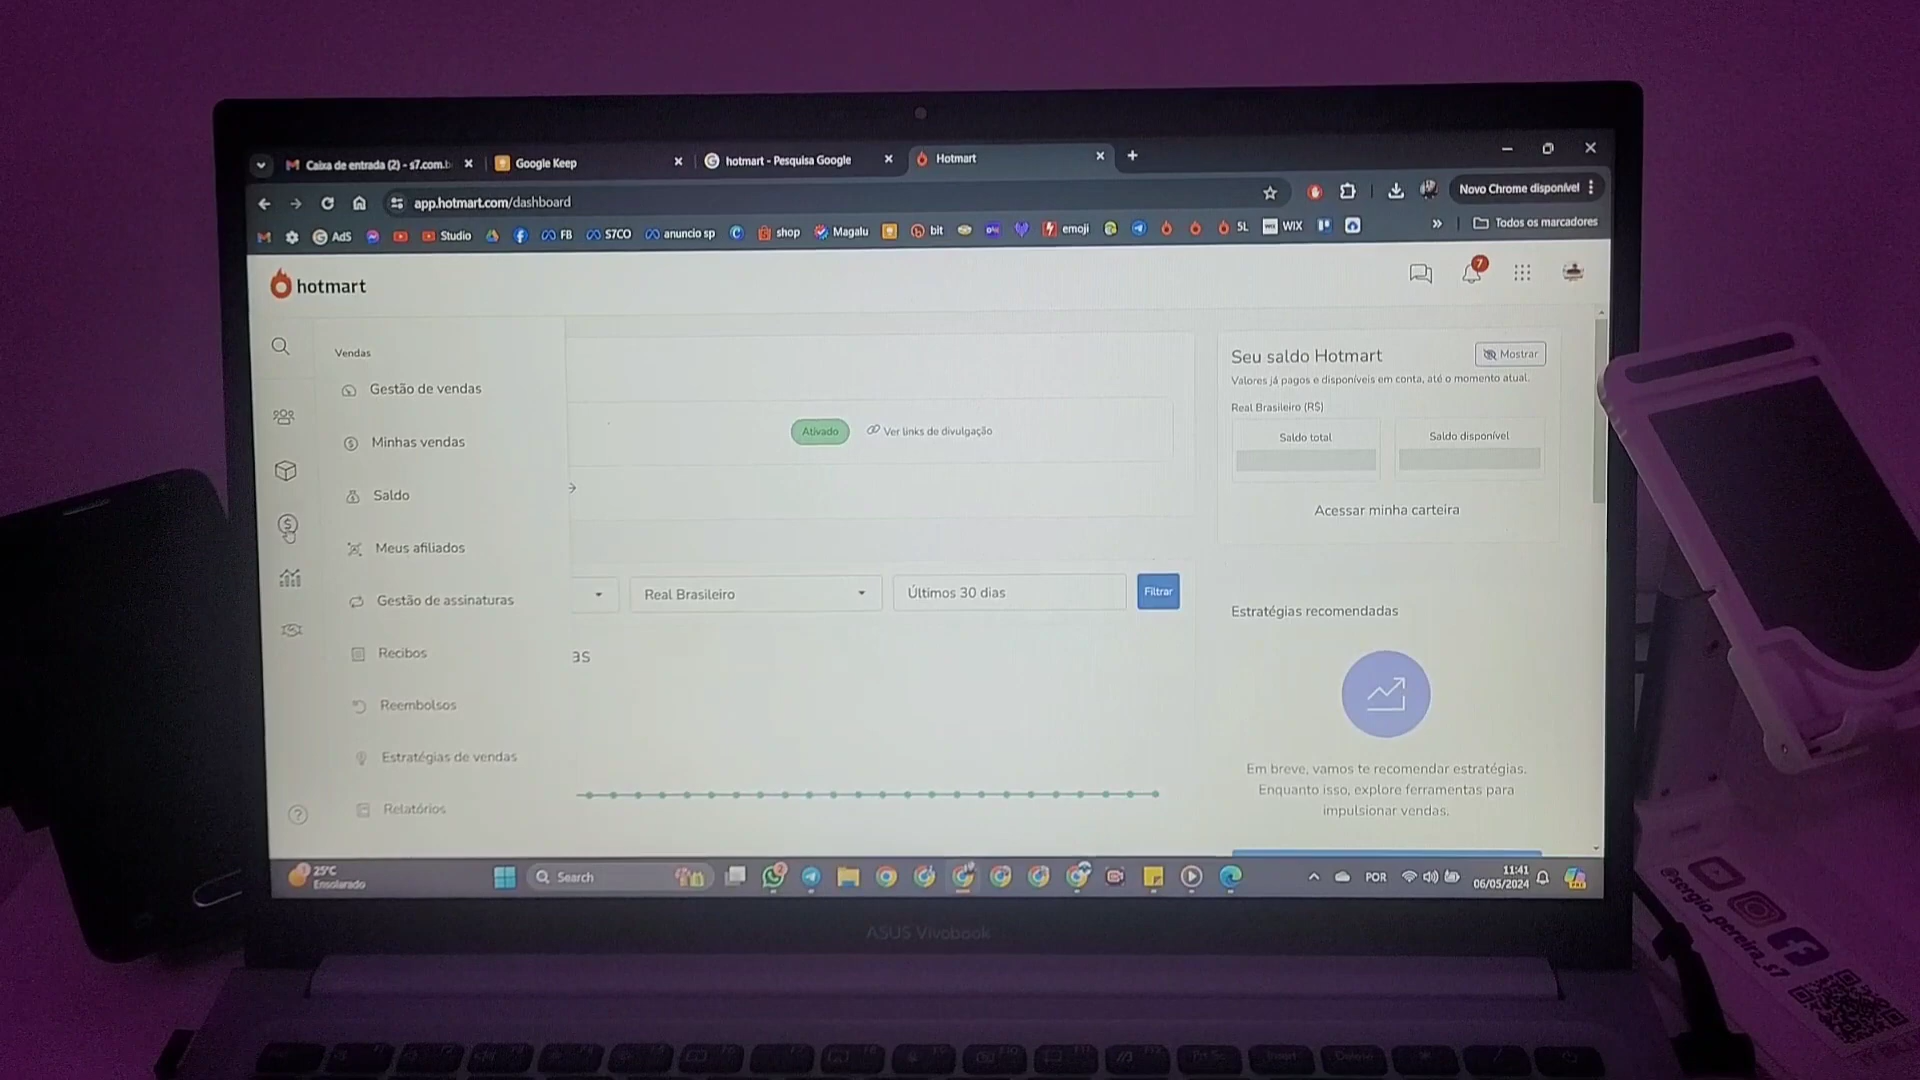 Caixa de entrada (2) - s7.com.b
Google Keep
hotmart - Pesquisa Google
Hotmart
app.hotmart.com/dashboard
Novo Chrome disponível
AdS
Studio
FB
S7CO
anuncio sp
shop
Magalu
bit
emoji
SL
WIX
Todos os marcadores
hotmart
7
Vendas
Gestão de vendas
Minhas vendas
Saldo
Meus afiliados
Gestão de assinaturas
Recibos
Reembolsos
Estratégias de vendas
Relatórios
Ativado
Ver links de divulgação
Real Brasileiro
Últimos 30 dias
Filtrar
as
Seu saldo Hotmart
Mostrar
Valores já pagos e disponíveis em conta, até o momento atual.
Real Brasileiro (R$)
Saldo total
Saldo disponível
Acessar minha carteira
Estratégias recomendadas
Em breve, vamos te recomendar estratégias.
Enquanto isso, explore ferramentas para
impulsionar vendas.
25°C
Ensolarado
Search
POR
11:41
06/05/2024
ASUS Vivobook
@sergio_pereira_s7